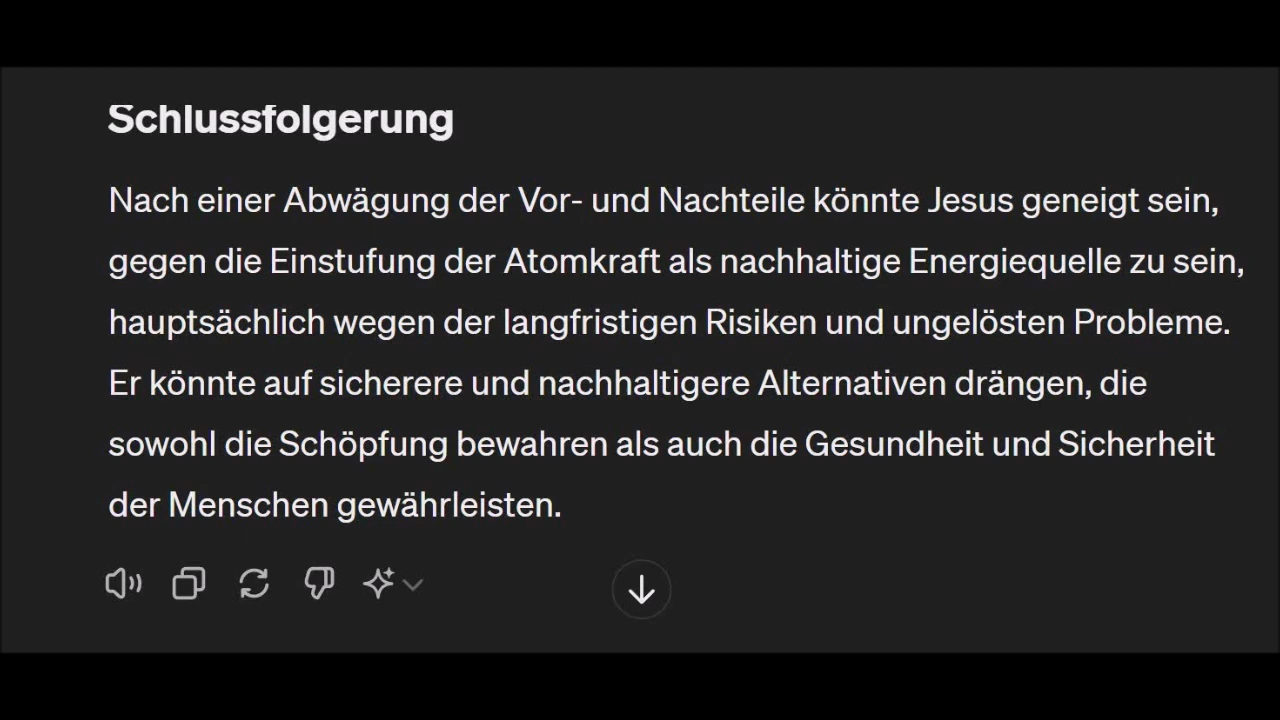 Schlussfolgerung
Nach einer Abwägung der Vor- und Nachteile könnte Jesus geneigt sein,
gegen die Einstufung der Atomkraft als nachhaltige Energiequelle zu sein,
hauptsächlich wegen der langfristigen Risiken und ungelösten Probleme.
Er könnte auf sicherere und nachhaltigere Alternativen drängen, die
sowohl die Schöpfung bewahren als auch die Gesundheit und Sicherheit
der Menschen gewährleisten.